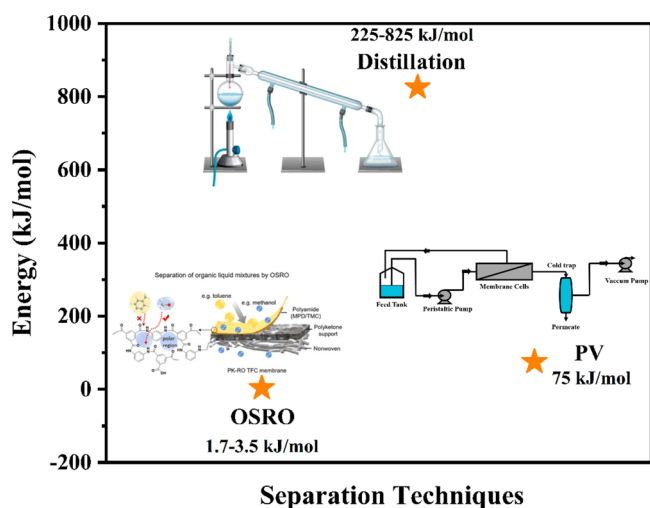 225-825 kJ/mol
Distillation
1000
800
600
400
200
0
-200
Energy (kJ/mol)
Separation of organic liquid mixtures by OSRO
e.g. toluene
e.g. methanol
Polyamide
(MPD/TMC)
Polyketone
support
Nonwoven
polar
region
PK-RO TFC membrane
OSRO
1.7-3.5 kJ/mol
Feed Tank
Peristaltic Pump
Membrane Cells
Cold trap
Vaccum Pump
Permeate
PV
75 kJ/mol
Separation Techniques